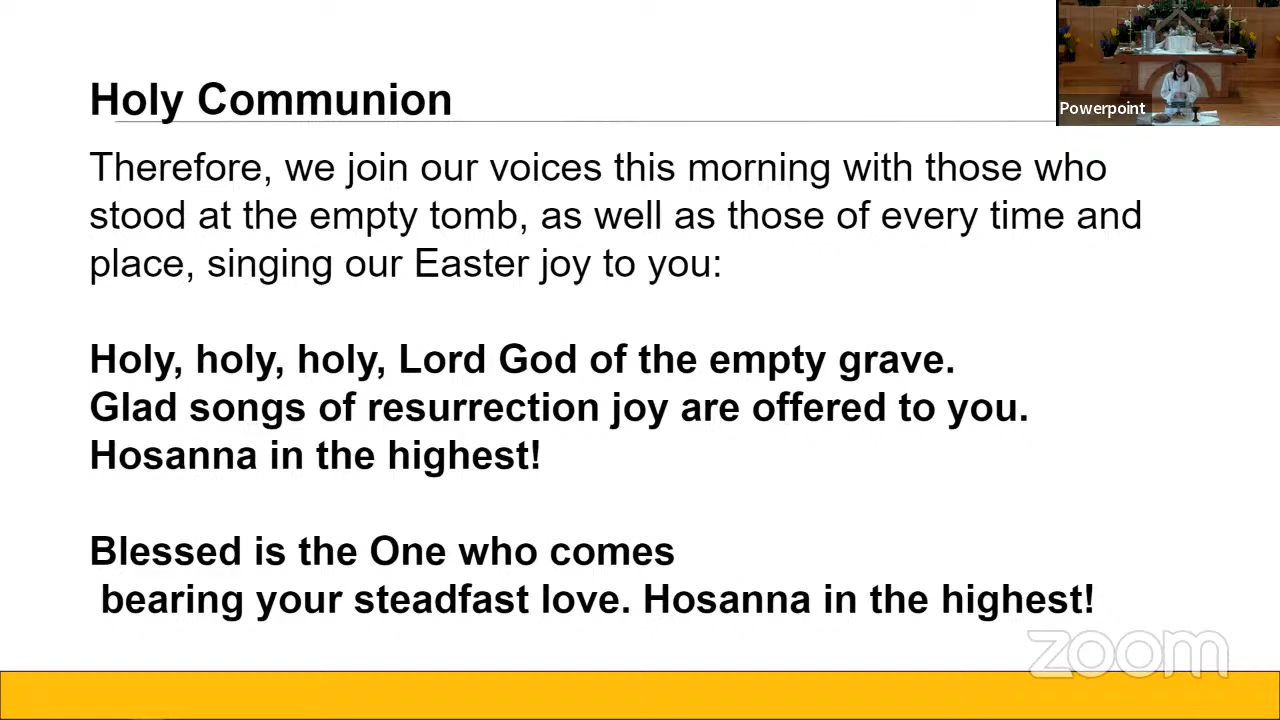 Holy Communion
Powerpoint
Therefore, we join our voices this morning with those who
stood at the empty tomb, as well as those of every time and
place, singing our Easter joy to you:
Holy, holy, holy, Lord God of the empty grave.
Glad songs of resurrection joy are offered to you.
Hosanna in the highest!
Blessed is the One who comes
bearing your steadfast love. Hosanna in the highest!
zoom